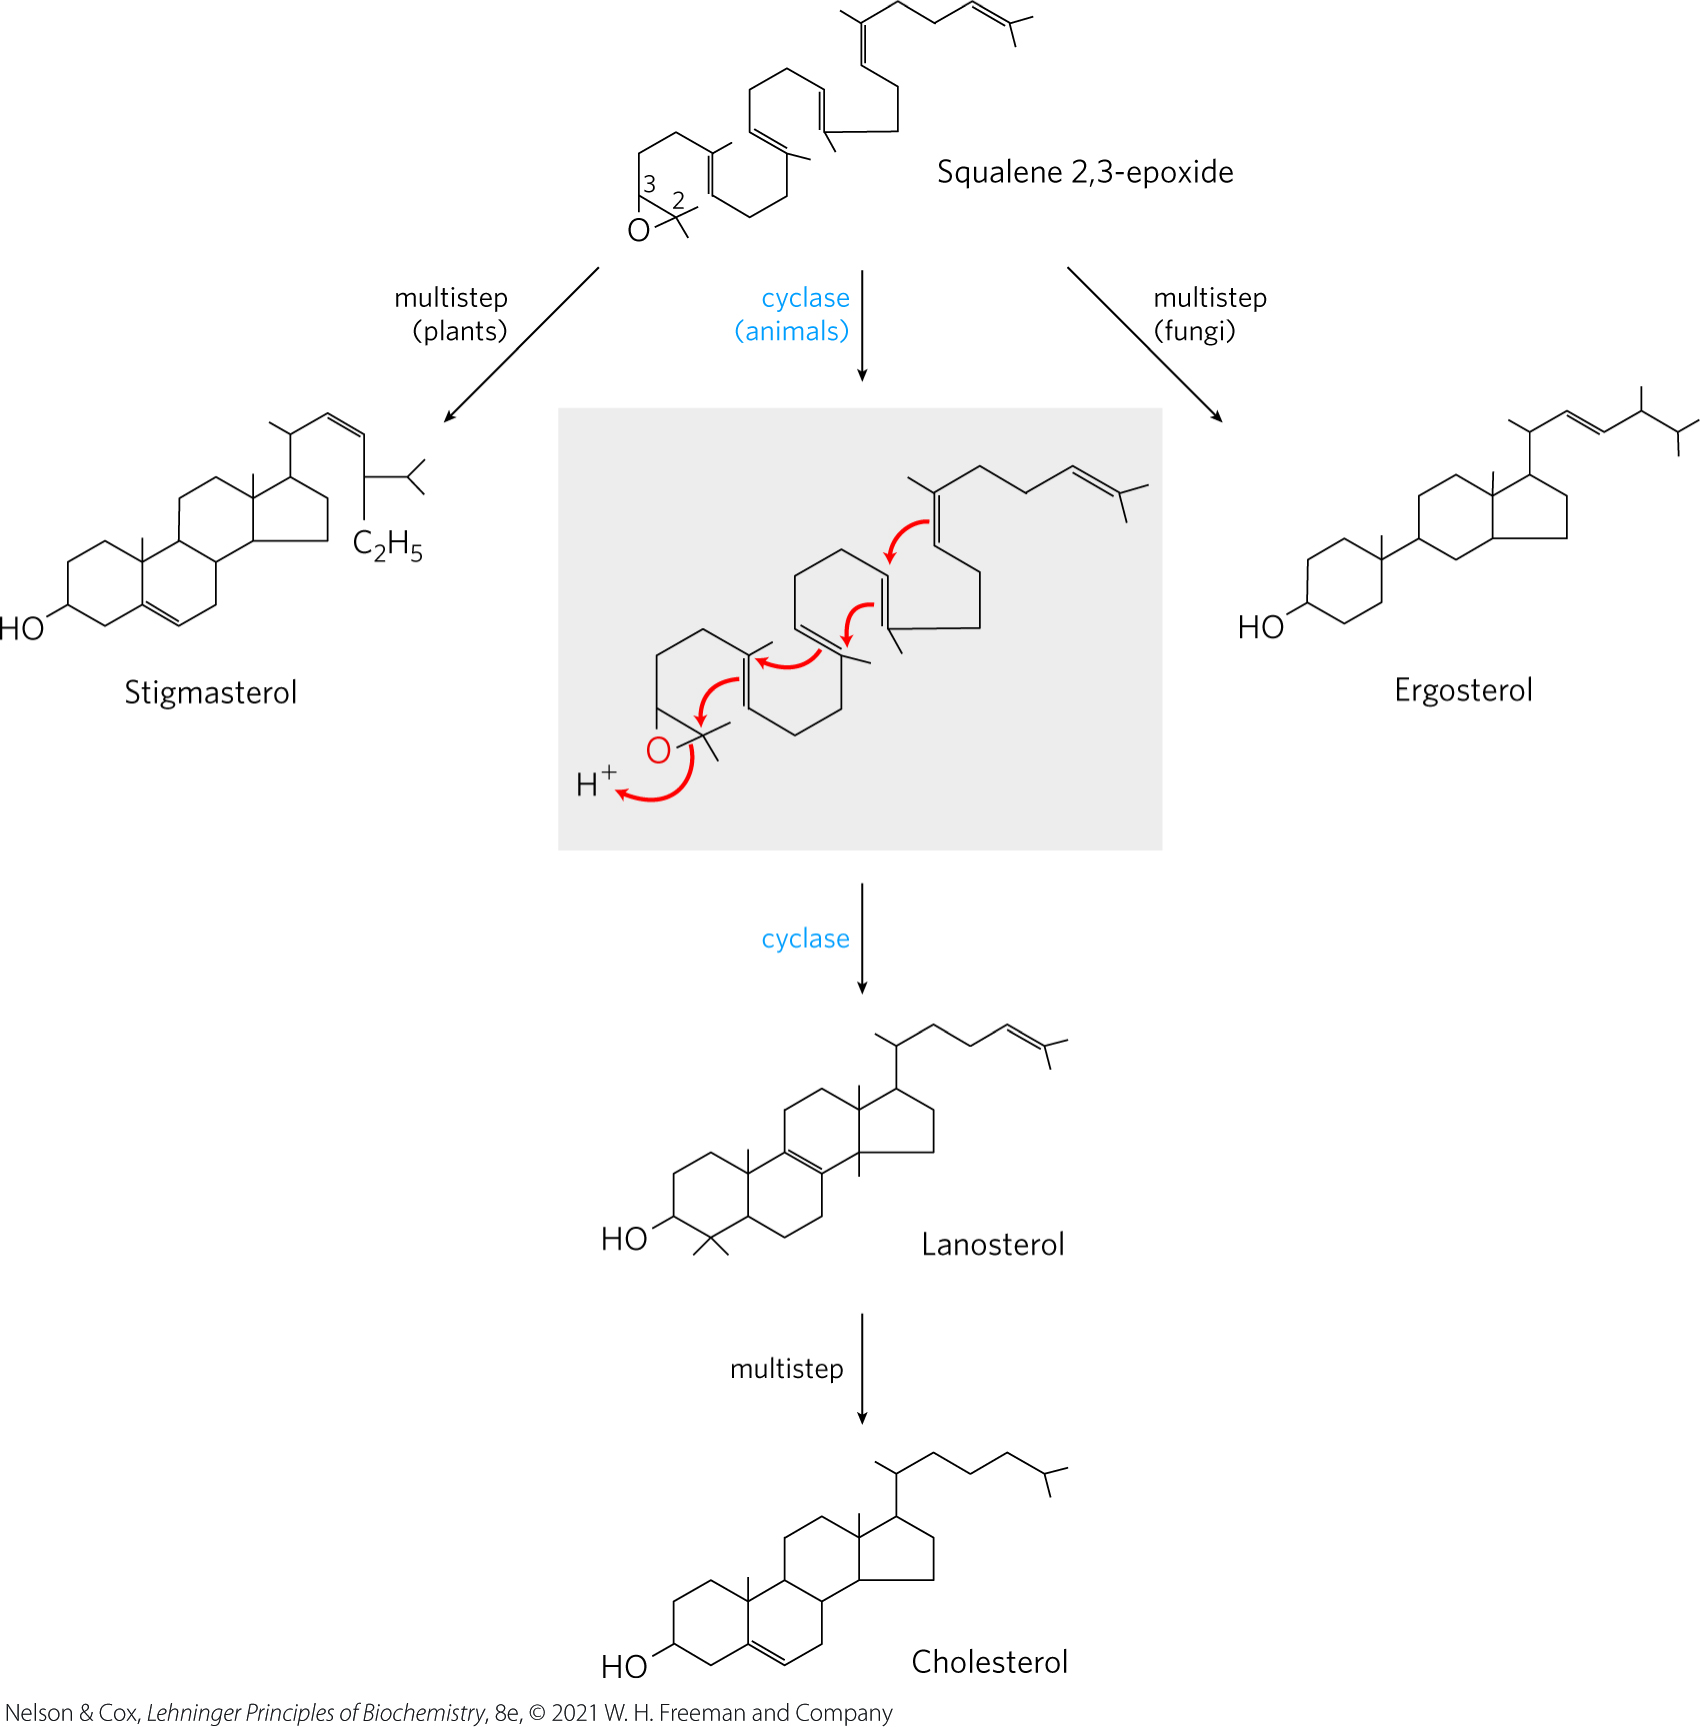 3
2
O
Squalene 2,3-epoxide
multistep
(plants)
cyclase
(animals)
multistep
(fungi)
C₂H₅
HO
Stigmasterol
O
H⁺
HO
Ergosterol
cyclase
HO
Lanosterol
multistep
HO
Cholesterol
Nelson & Cox, Lehninger Principles of Biochemistry, 8e, © 2021 W. H. Freeman and Company